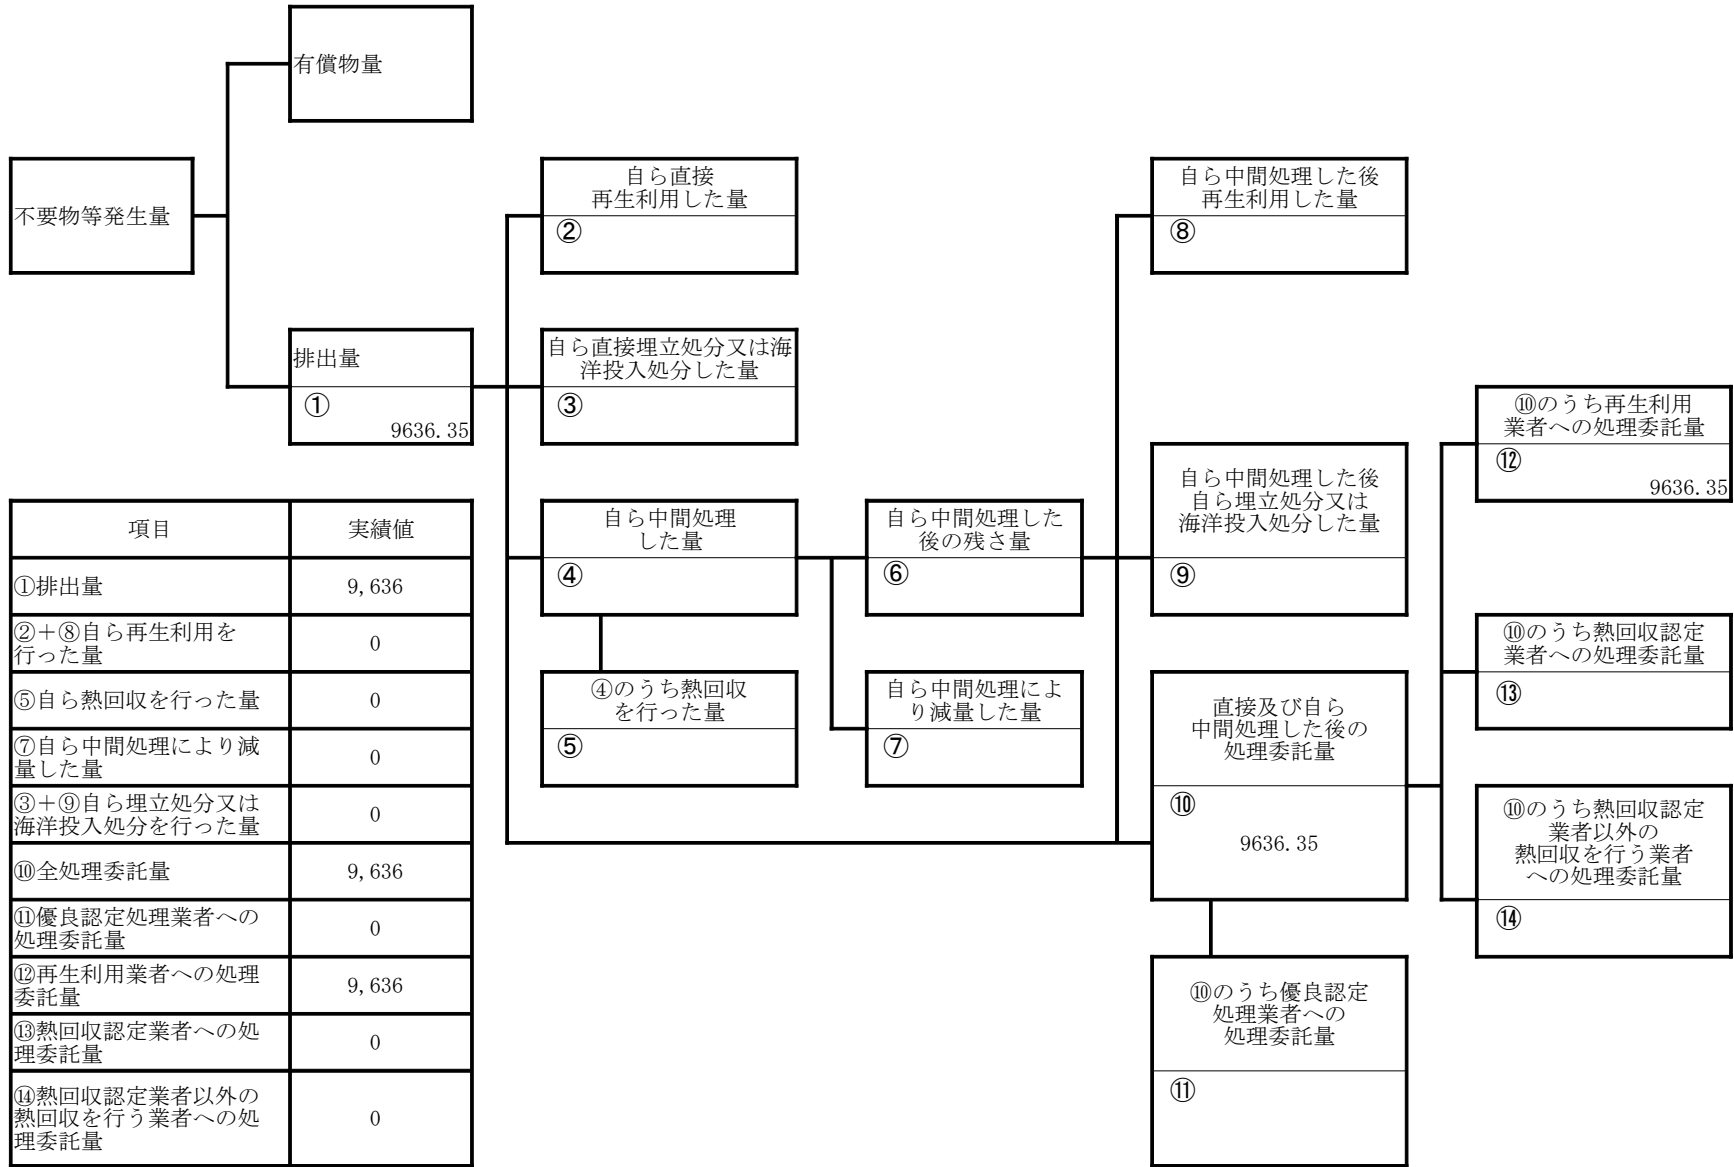 有償物量
不要物等発生量
自ら直接
再生利用した量
②
自ら中間処理した後
再生利用した量
⑧
排出量
①
9636.35
自ら直接埋立処分又は海
洋投入処分した量
③
⑩のうち再生利用
業者への処理委託量
⑫
9636.35
自ら中間処理
した量
④
自ら中間処理した
後の残さ量
⑥
自ら中間処理した後
自ら埋立処分又は
海洋投入処分した量
⑨
④のうち熱回収
を行った量
⑤
自ら中間処理によ
り減量した量
⑦
直接及び自ら
中間処理した後の
処理委託量
⑩
9636.35
⑩のうち熱回収認定
業者への処理委託量
⑬
⑩のうち熱回収認定
業者以外の
熱回収を行う業者
への処理委託量
⑭
⑩のうち優良認定
処理業者への
処理委託量
⑪
項目 実績値
①排出量 9,636
②+⑧自ら再生利用を
行った量 0
⑤自ら熱回収を行った量 0
⑦自ら中間処理により減
量した量 0
③+⑨自ら埋立処分又は
海洋投入処分を行った量 0
⑩全処理委託量 9,636
⑪優良認定処理業者への
処理委託量 0
⑫再生利用業者への処理
委託量 9,636
⑬熱回収認定業者への処
理委託量 0
⑭熱回収認定業者以外の
熱回収を行う業者への処
理委託量 0